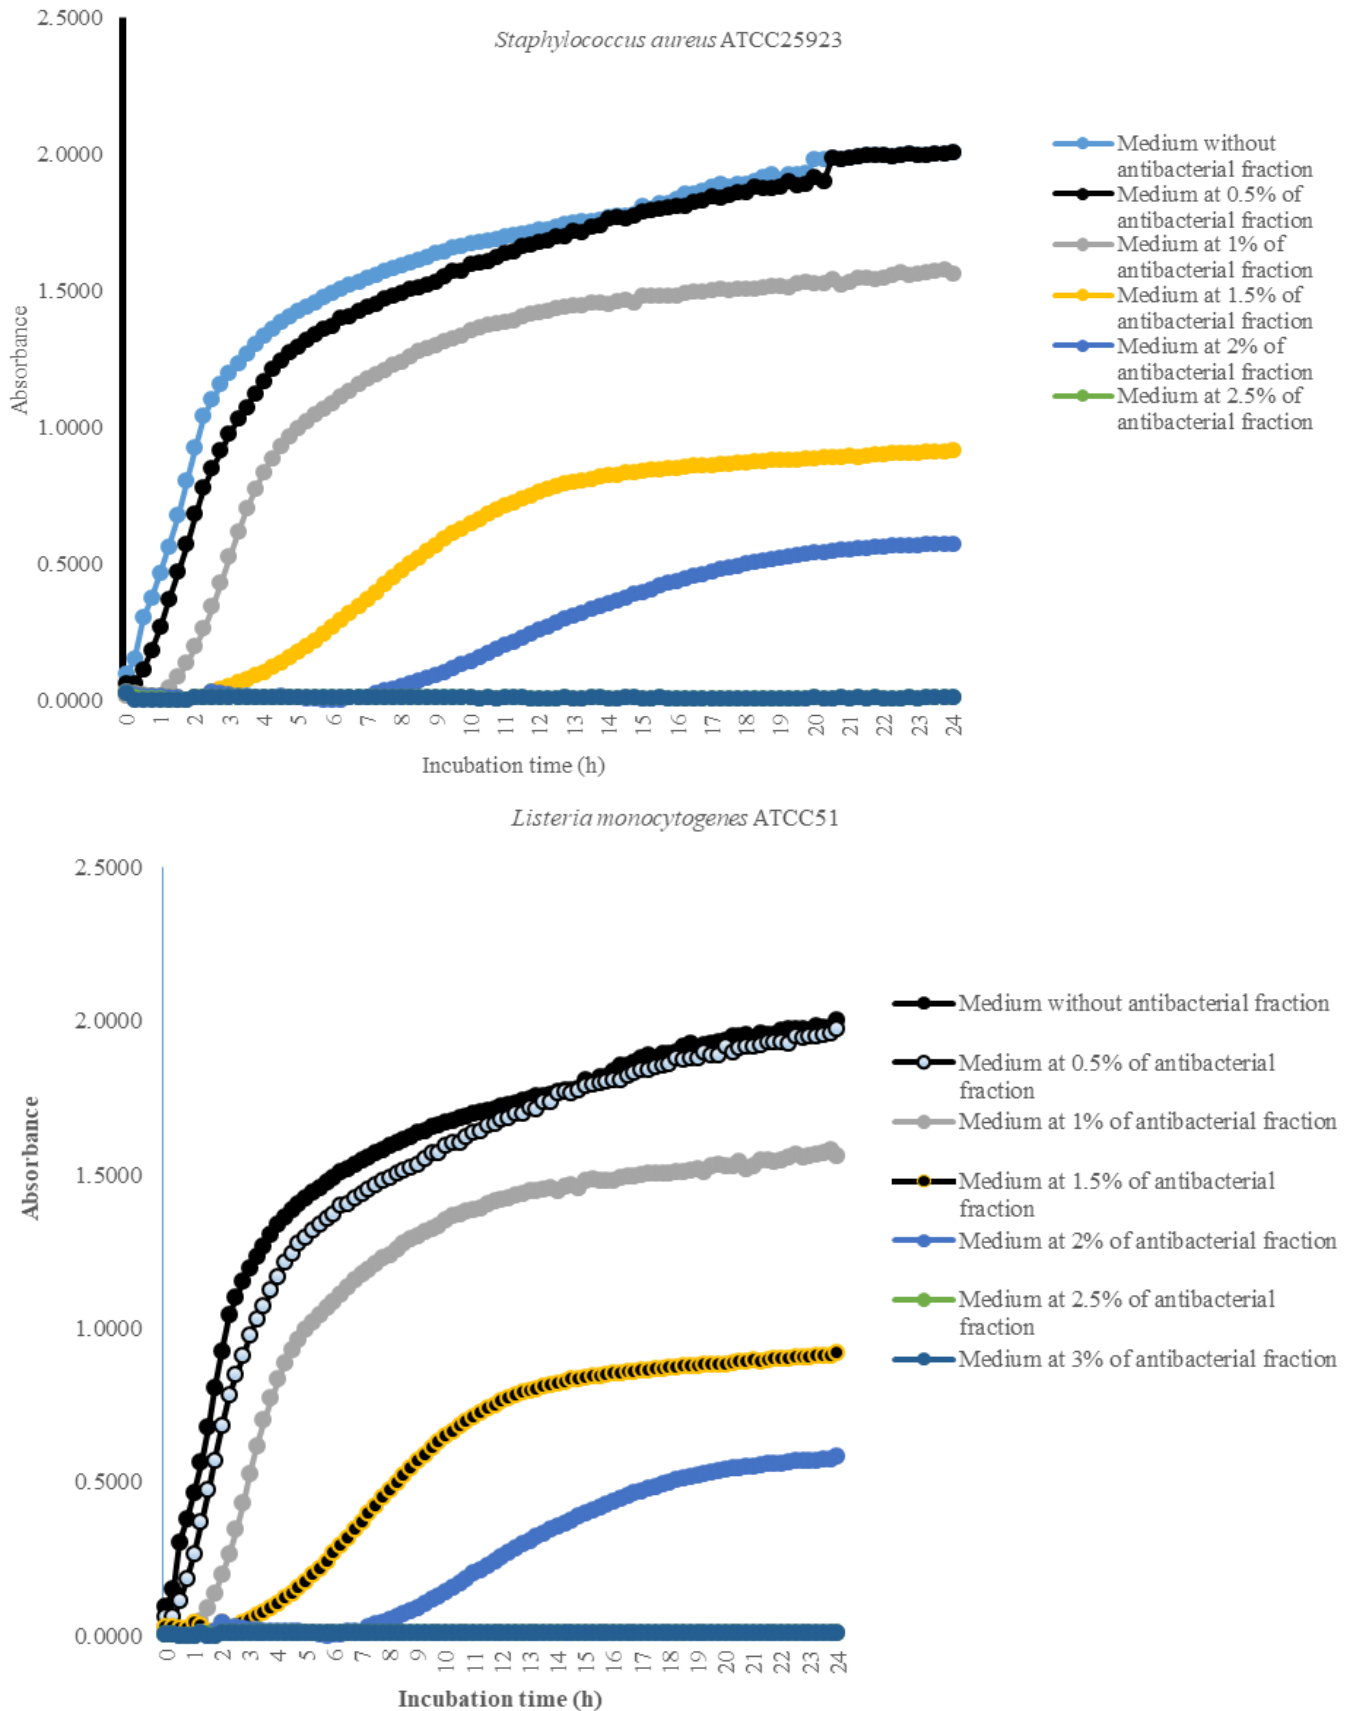 Staphylococcus aureus ATCC25923
2.5000
2.0000
1.5000
1.0000
0.5000
0.0000
Absorbance
0 1 2 3 4 5 6 7 8 9 10 11 12 13 14 15 16 17 18 19 20 21 22 23 24
Incubation time (h)
Medium without
antibacterial fraction
Medium at 0.5% of
antibacterial fraction
Medium at 1% of
antibacterial fraction
Medium at 1.5% of
antibacterial fraction
Medium at 2% of
antibacterial fraction
Medium at 2.5% of
antibacterial fraction
Listeria monocytogenes ATCC51
2.5000
2.0000
1.5000
1.0000
0.5000
0.0000
Absorbance
0 1 2 3 4 5 6 7 8 9 10 11 12 13 14 15 16 17 18 19 20 21 22 23 24
Incubation time (h)
Medium without antibacterial fraction
Medium at 0.5% of antibacterial
fraction
Medium at 1% of antibacterial fraction
Medium at 1.5% of antibacterial
fraction
Medium at 2% of antibacterial fraction
Medium at 2.5% of antibacterial
fraction
Medium at 3% of antibacterial fraction